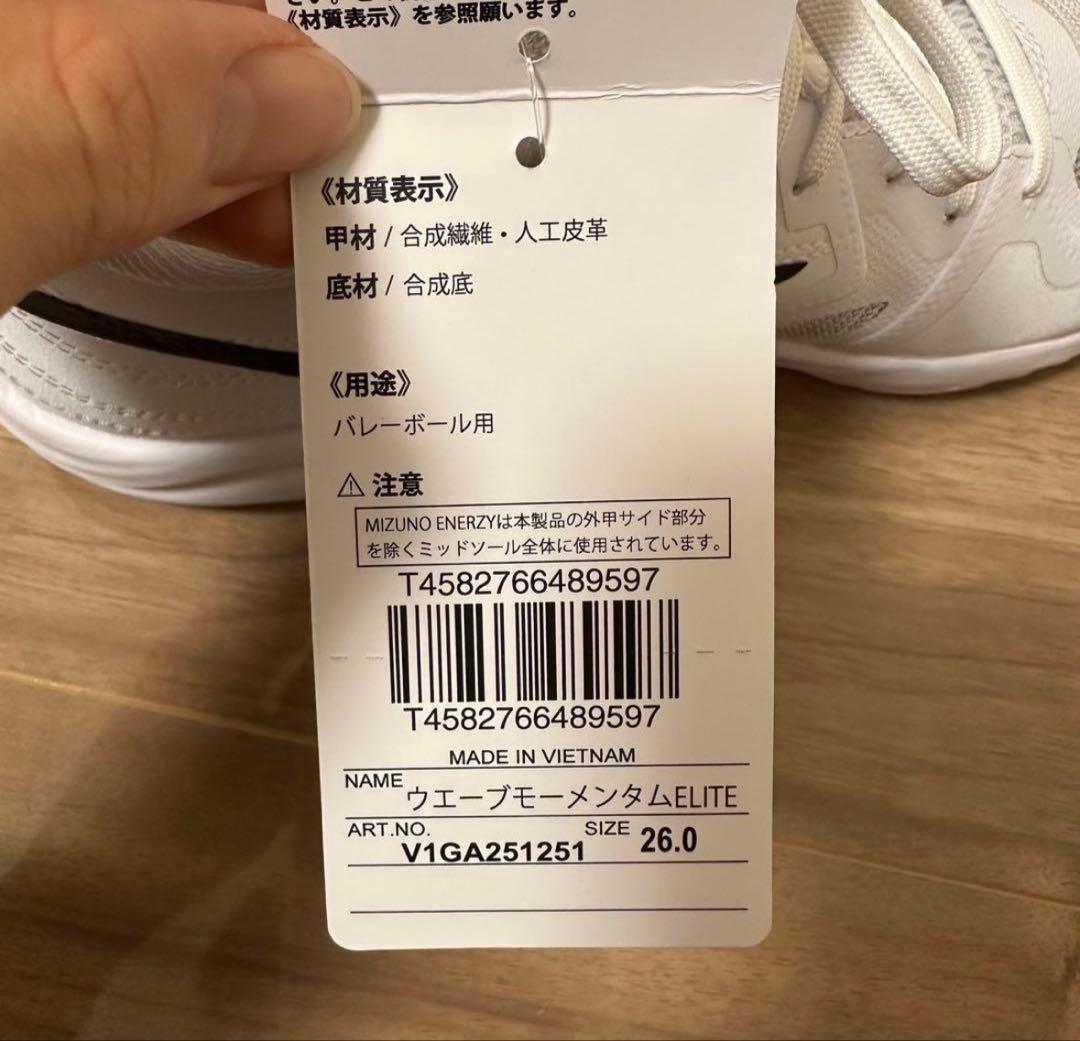 《材質表示》を参照願います。
《材質表示》
甲材 / 合成繊維・人工皮革
底材 / 合成底
《用途》
バレーボール用
⚠ 注意
MIZUNO ENERZYは本製品の外甲サイド部分
を除くミッドソール全体に使用されています。
T4582766489597
T4582766489597
MADE IN VIETNAM
NAME ウエーブモーメンタムELITE
ART.NO. V1GA251251 SIZE 26.0